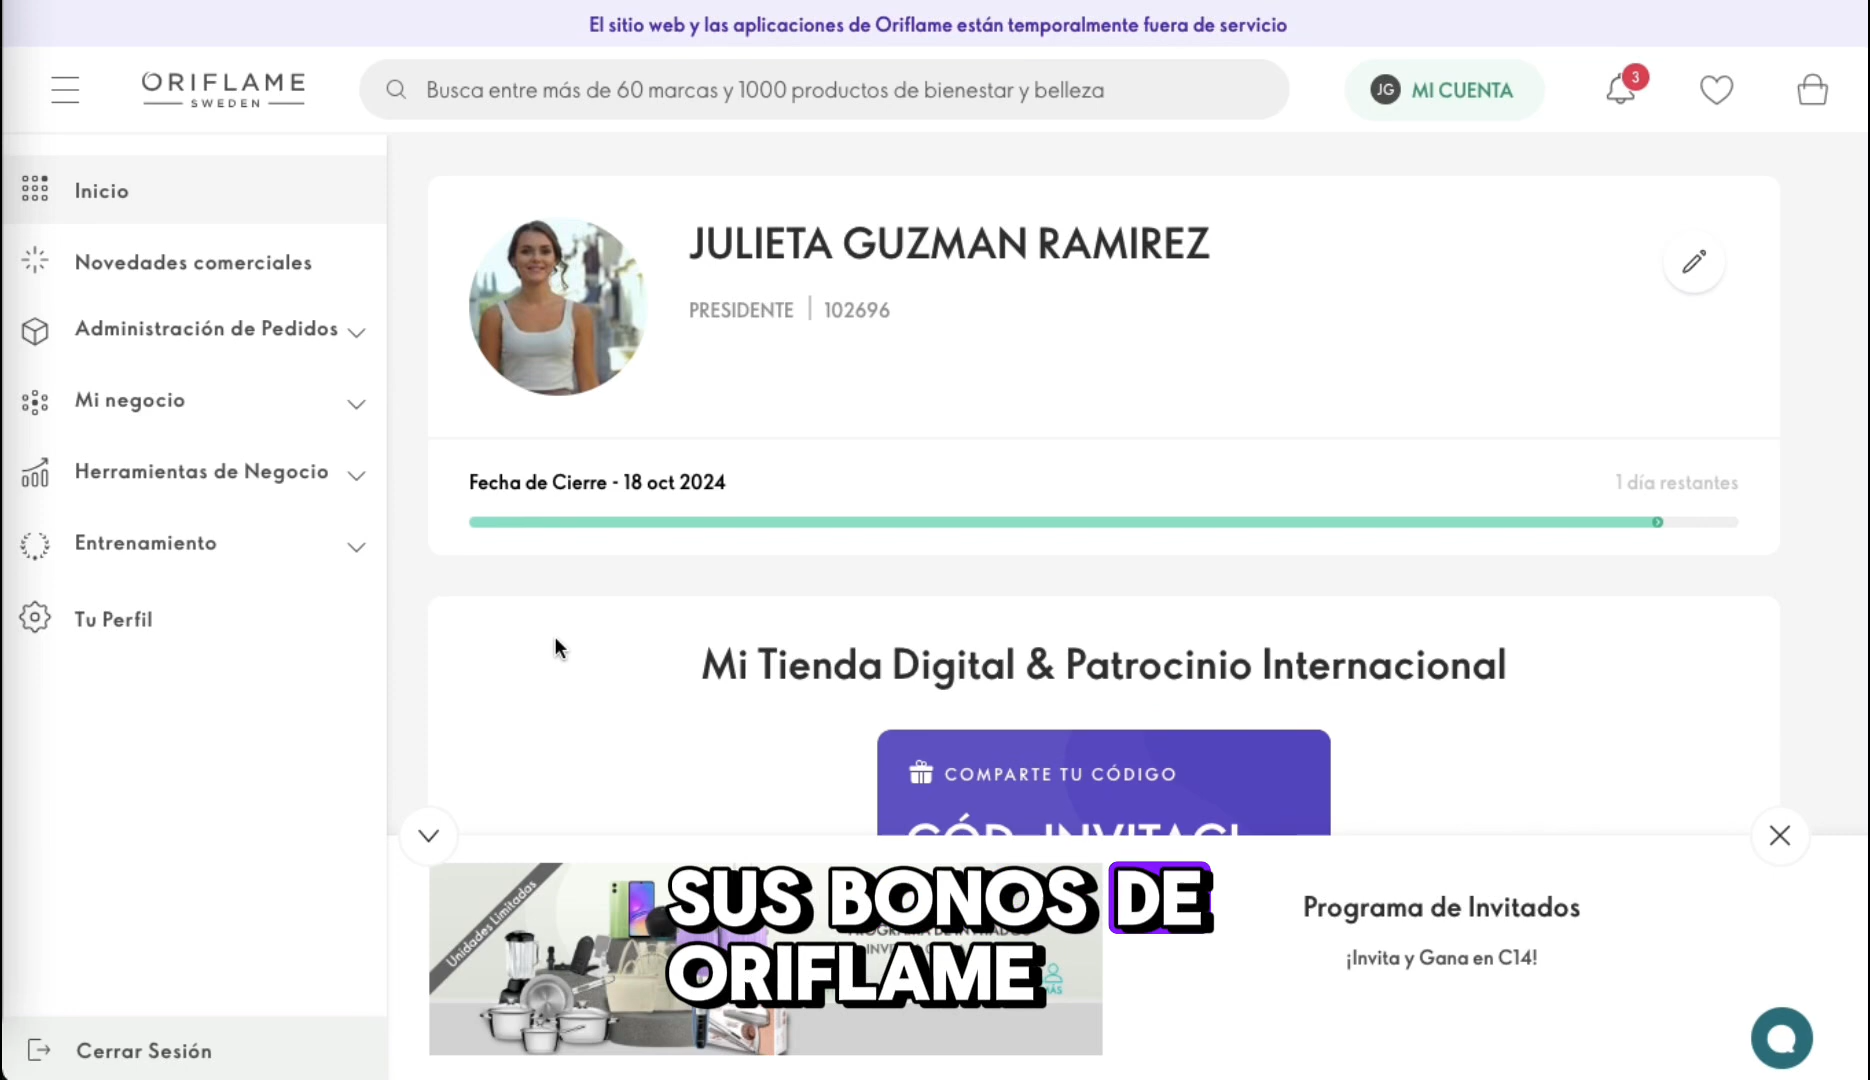 El sitio web y las aplicaciones de Oriflame están temporalmente fuera de servicio
ORIFLAME
SWEDEN
Busca entre más de 60 marcas y 1000 productos de bienestar y belleza
JG MI CUENTA
3
Inicio
Novedades comerciales
Administración de Pedidos
Mi negocio
Herramientas de Negocio
Entrenamiento
Tu Perfil
Cerrar Sesión
JULIETA GUZMAN RAMIREZ
PRESIDENTE | 102696
Fecha de Cierre - 18 oct 2024
1 día restantes
Mi Tienda Digital & Patrocinio Internacional
COMPARTE TU CÓDIGO
Unidades Limitadas
SUS BONOS DE
ORIFLAME
Programa de Invitados
¡Invita y Gana en C14!